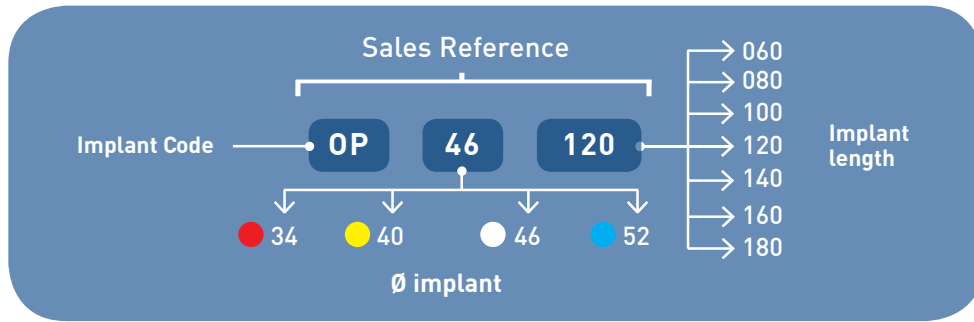 Sales Reference
Implant Code
OP 46 120
060
080
100
120
140
160
180
Implant
length
34 40 46 52
Ø implant